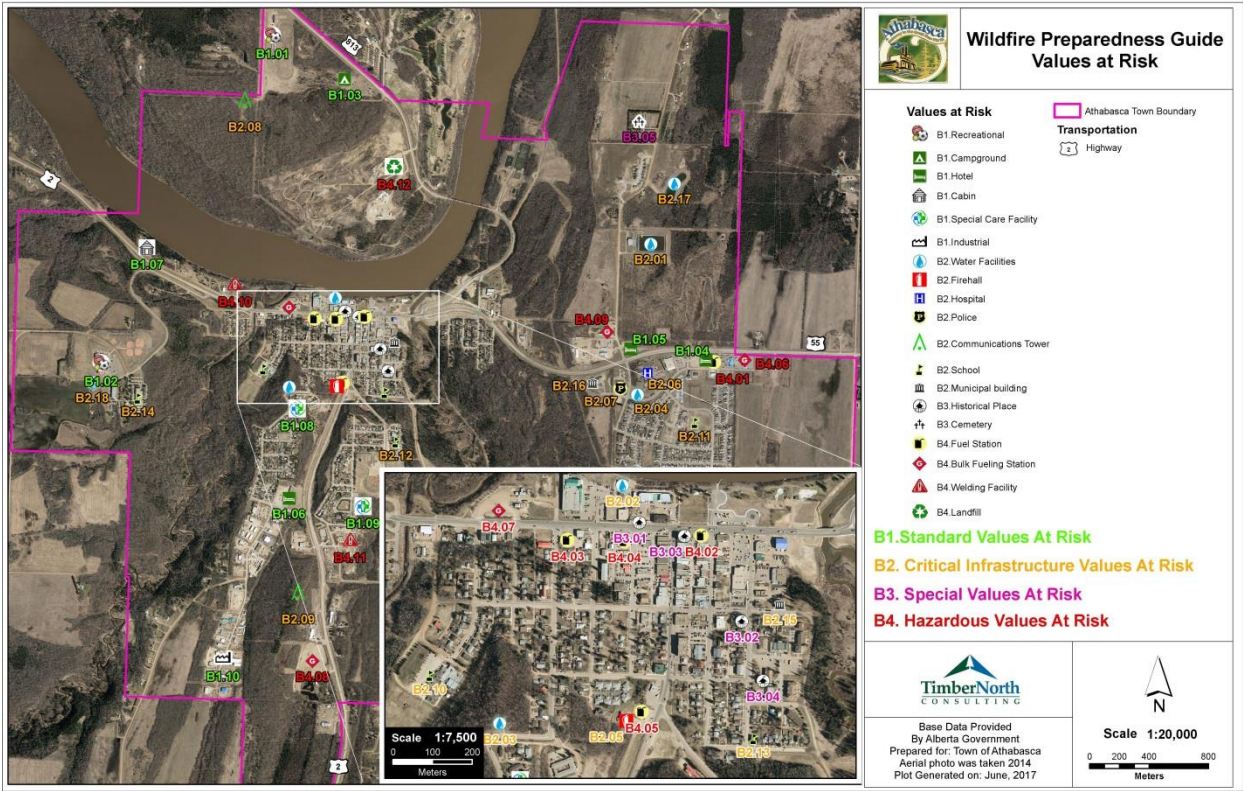 B1.01
813
B1.03
B2.08
B3.05
B4.12
B2.17
2
B1.07
B2.01
B4.10
B4.09
B1.05
B1.04
55
B4.01
B4.06
B2.16
B2.06
B2.07
B2.04
B1.02
B2.18
B2.14
B1.08
B2.11
B2.12
B1.06
B1.09
B4.11
B2.09
B1.10
B4.08
2
B2.02
B4.07
B3.01
B4.03
B4.04
B3.03
B4.02
B2.15
B3.02
B2.10
B3.04
B2.03
B2.05
B4.05
B2.13
Scale 1:7,500
0 100 200
Meters
Athabasca
Wildfire Preparedness Guide
Values at Risk
Values at Risk
B1.Recreational
B1.Campground
B1.Hotel
B1.Cabin
B1.Special Care Facility
B1.Industrial
B2.Water Facilities
B2.Firehall
B2.Hospital
B2.Police
B2.Communications Tower
B2.School
B2.Municipal building
B3.Historical Place
B3.Cemetery
B4.Fuel Station
B4.Bulk Fueling Station
B4.Welding Facility
B4.Landfill
Athabasca Town Boundary
Transportation
2 Highway
B1.Standard Values At Risk
B2. Critical Infrastructure Values At Risk
B3. Special Values At Risk
B4. Hazardous Values At Risk
TimberNorth
CONSULTING
Base Data Provided
By Alberta Government
Prepared for: Town of Athabasca
Aerial photo was taken 2014
Plot Generated on: June, 2017
N
Scale 1:20,000
0 200 400 800
Meters